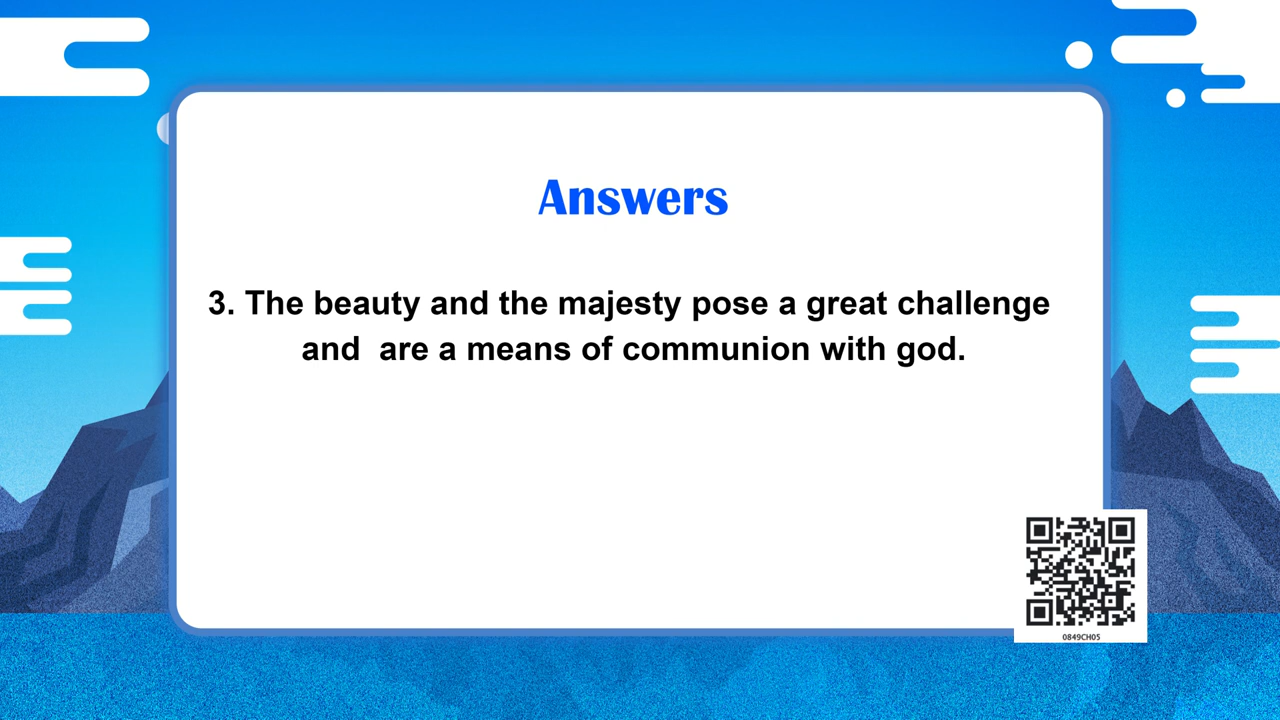 Answers
3. The beauty and the majesty pose a great challenge
and  are a means of communion with god.
0849CH05